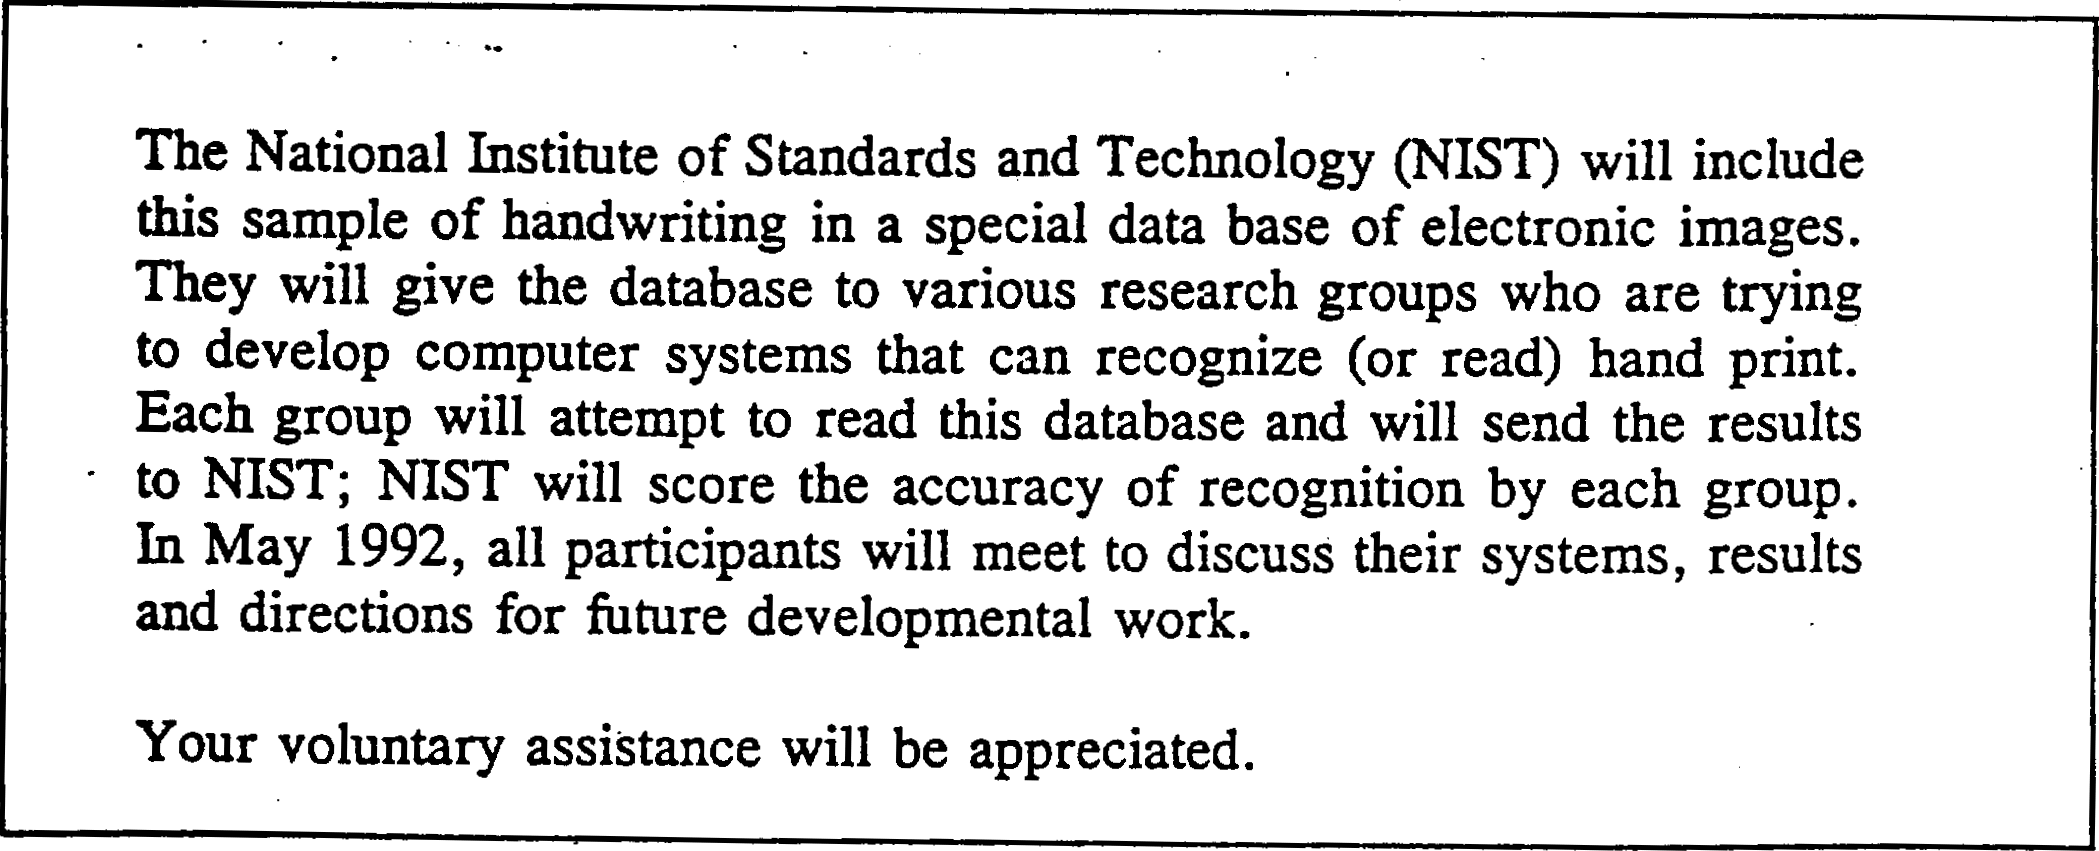 The National Institute of Standards and Technology (NIST) will include
this sample of handwriting in a special data base of electronic images.
They will give the database to various research groups who are trying
to develop computer systems that can recognize (or read) hand print.
Each group will attempt to read this database and will send the results
to NIST; NIST will score the accuracy of recognition by each group.
In May 1992, all participants will meet to discuss their systems, results
and directions for future developmental work.
Your voluntary assistance will be appreciated.